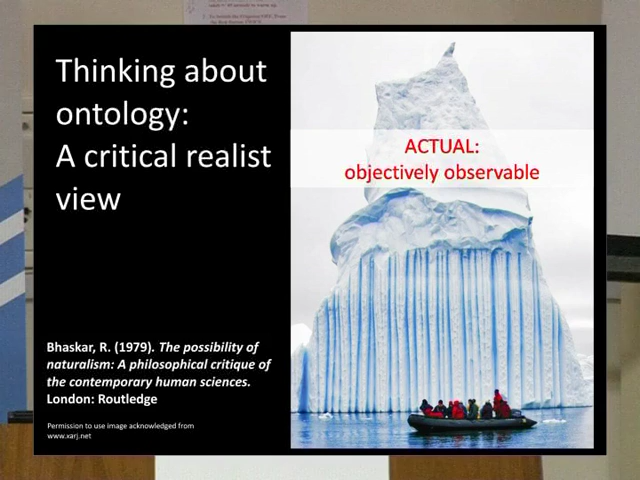 Thinking about
ontology:
A critical realist
view
ACTUAL:
objectively observable
Bhaskar, R. (1979). The possibility of
naturalism: A philosophical critique of
the contemporary human sciences.
London: Routledge
Permission to use image acknowledged from
www.xarj.net